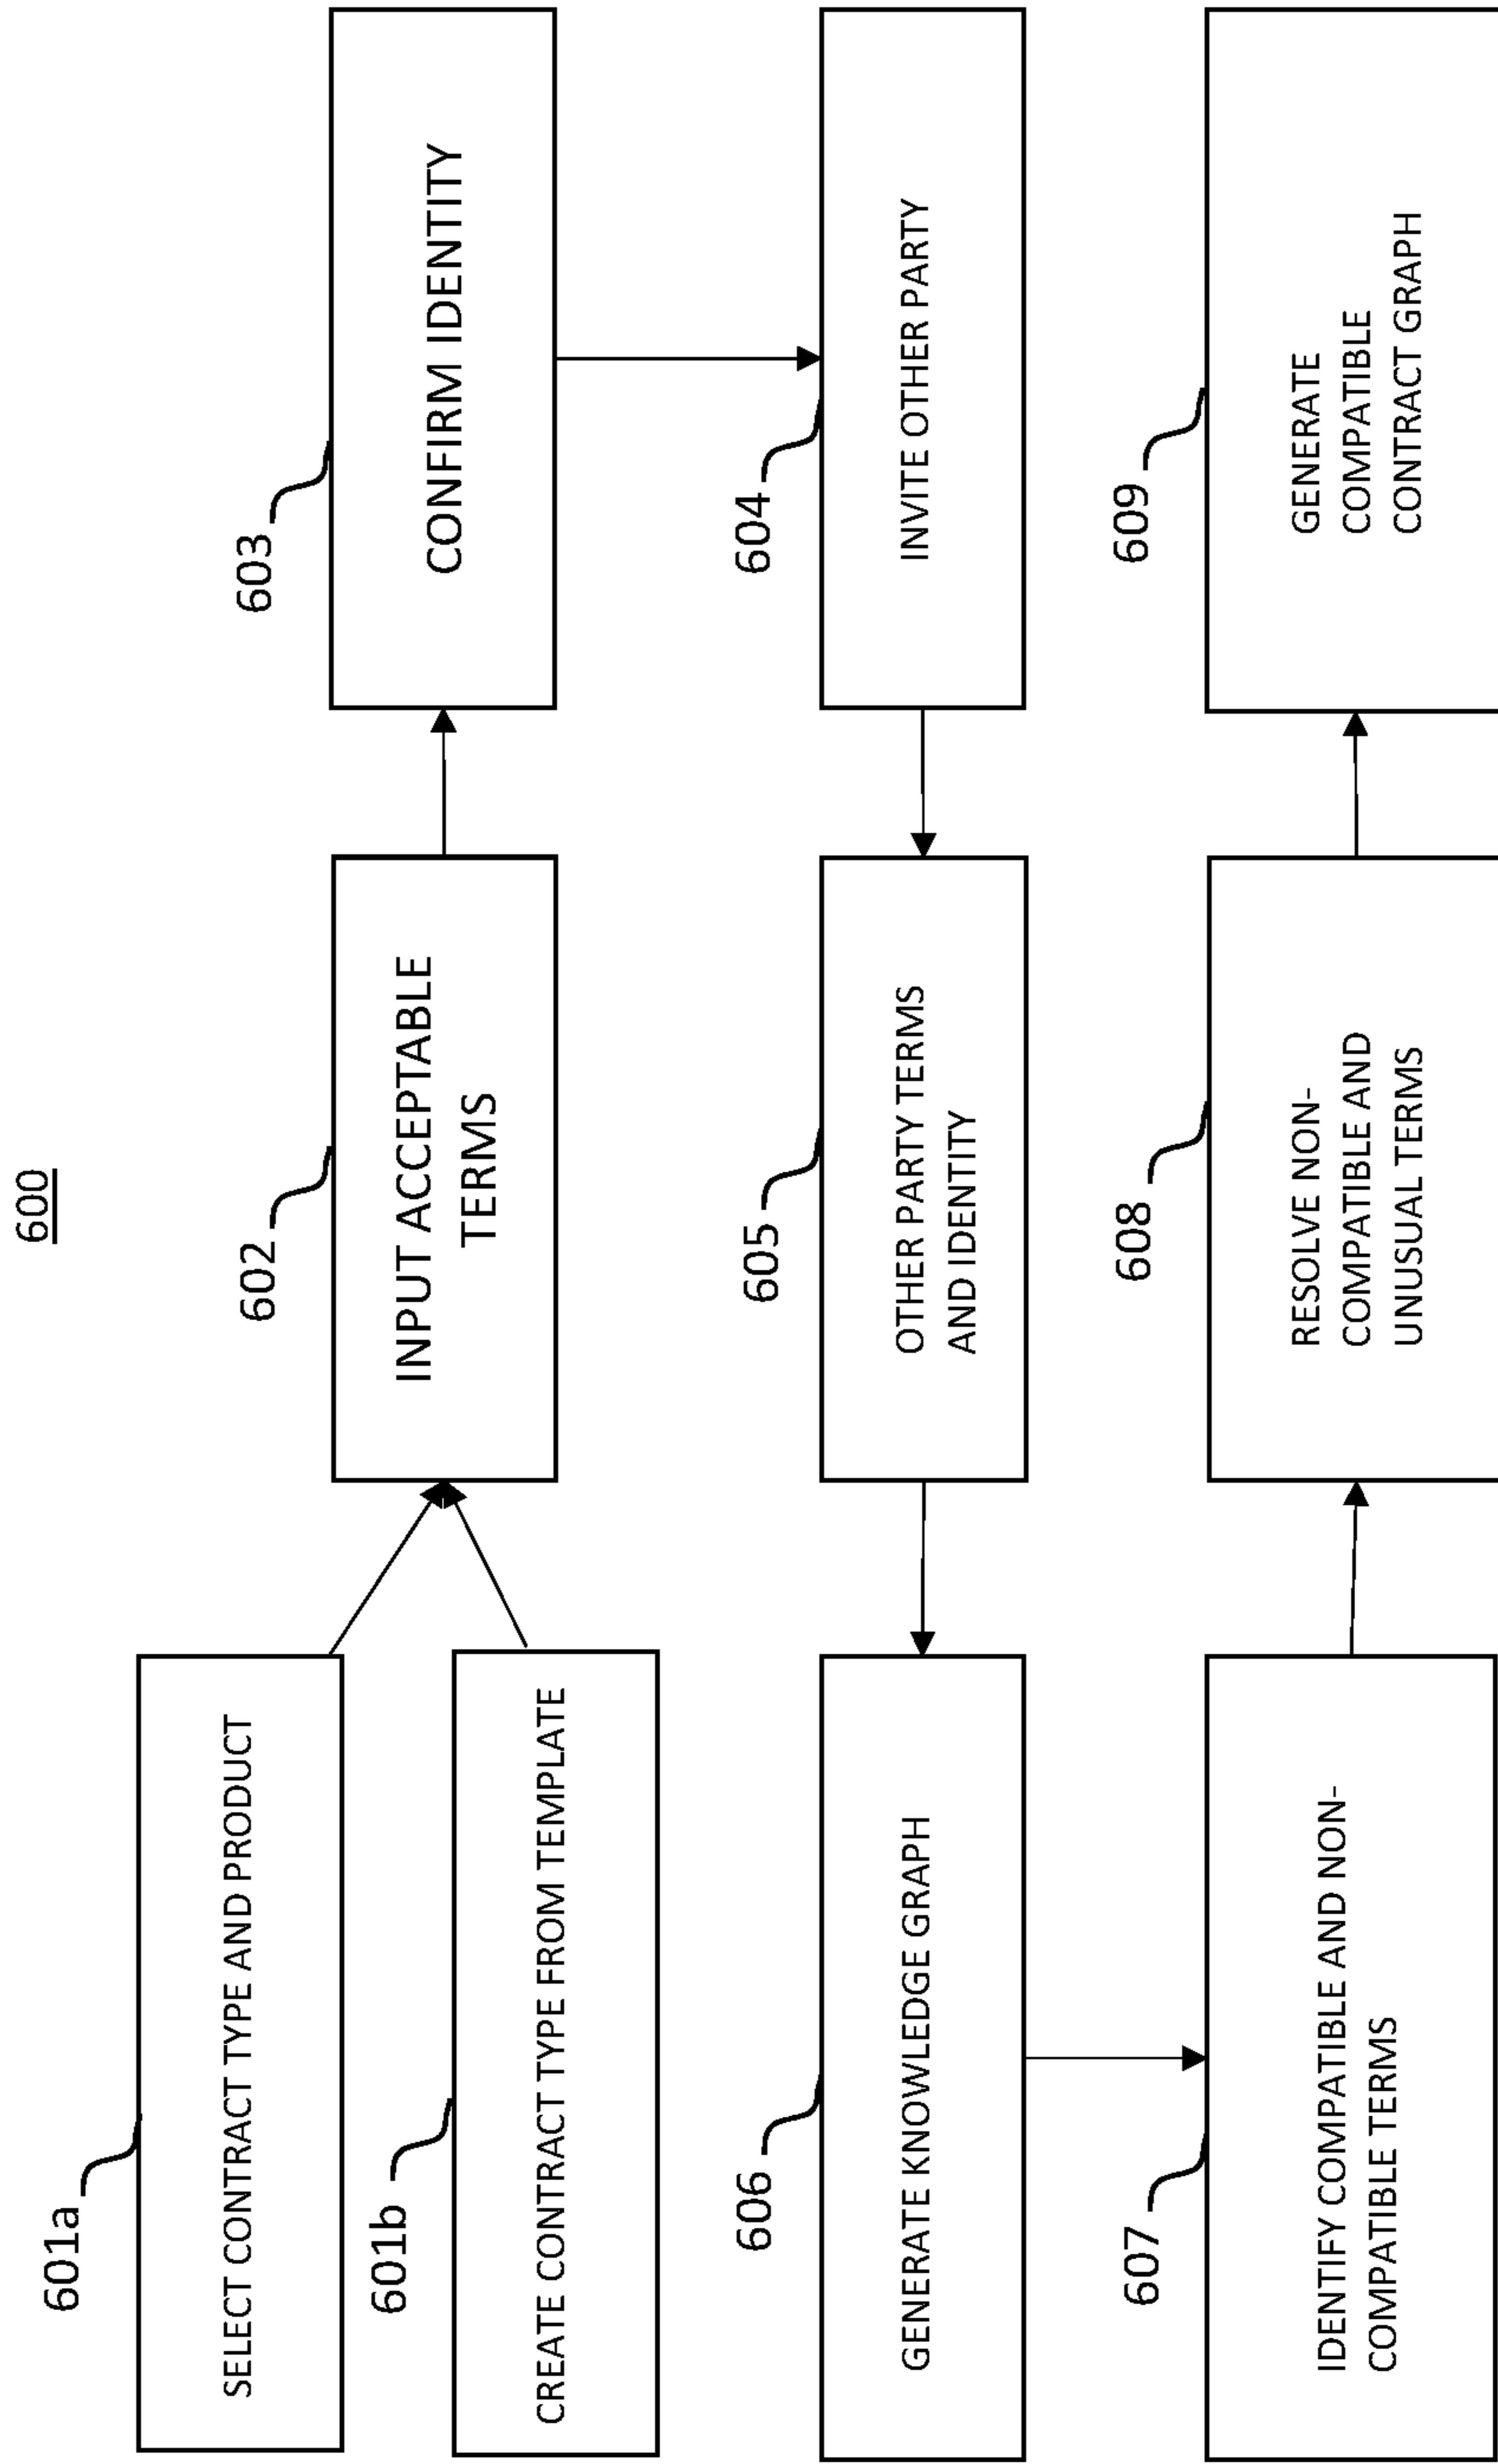 600
601a
SELECT CONTRACT TYPE AND PRODUCT
601b
CREATE CONTRACT TYPE FROM TEMPLATE
602
INPUT ACCEPTABLE
TERMS
603
CONFIRM IDENTITY
604
INVITE OTHER PARTY
605
OTHER PARTY TERMS
AND IDENTITY
606
GENERATE KNOWLEDGE GRAPH
607
IDENTIFY COMPATIBLE AND NON-
COMPATIBLE TERMS
608
RESOLVE NON-
COMPATIBLE AND
UNUSUAL TERMS
609
GENERATE
COMPATIBLE
CONTRACT GRAPH